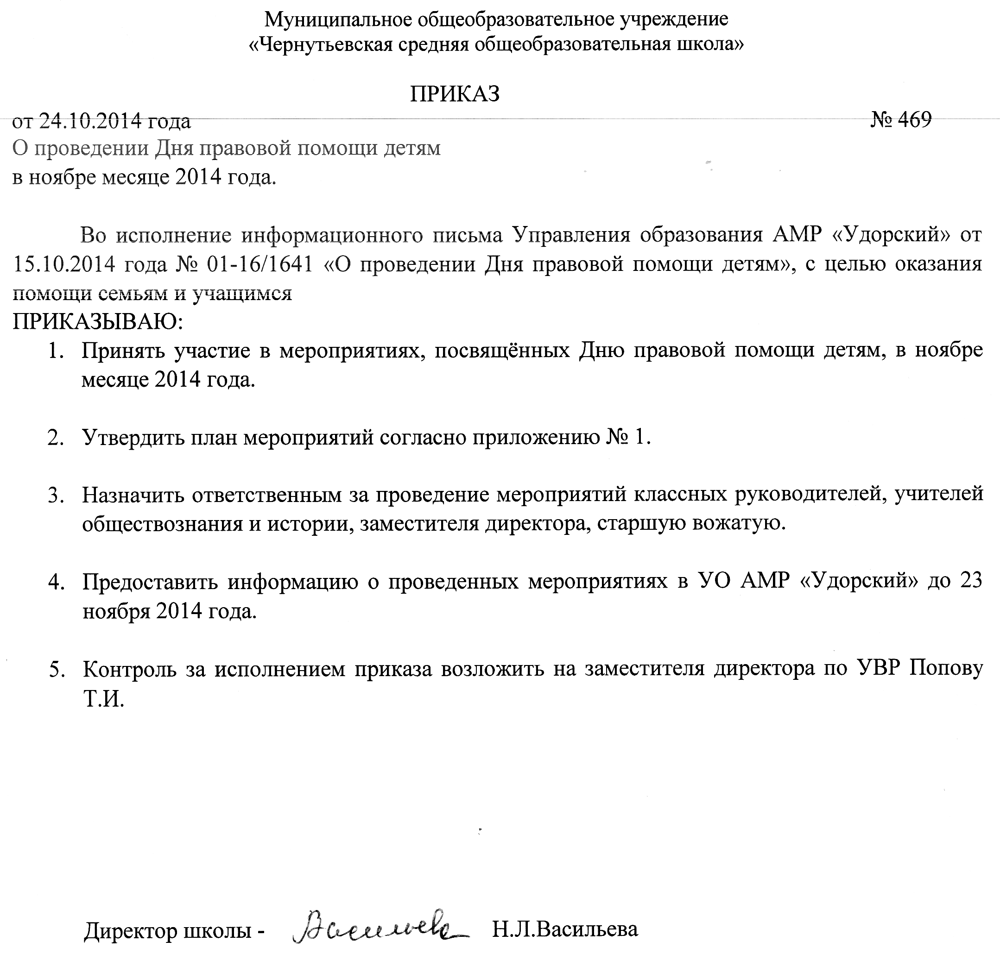 Муниципальное общеобразовательное учреждение
«Чернутьевская средняя общеобразовательная школа»
ПРИКАЗ
от 24.10.2014 года № 469
О проведении Дня правовой помощи детям
в ноябре месяце 2014 года.
Во исполнение информационного письма Управления образования АМР «Удорский» от
15.10.2014 года № 01-16/1641 «О проведении Дня правовой помощи детям», с целью оказания
помощи семьям и учащимся
ПРИКАЗЫВАЮ:
1. Принять участие в мероприятиях, посвящённых Дню правовой помощи детям, в ноябре
месяце 2014 года.
2. Утвердить план мероприятий согласно приложению № 1.
3. Назначить ответственным за проведение мероприятий классных руководителей, учителей
обществознания и истории, заместителя директора, старшую вожатую.
4. Предоставить информацию о проведенных мероприятиях в УО АМР «Удорский» до 23
ноября 2014 года.
5. Контроль за исполнением приказа возложить на заместителя директора по УВР Попову
Т.И.
Директор школы - Васильева Н.Л.Васильева